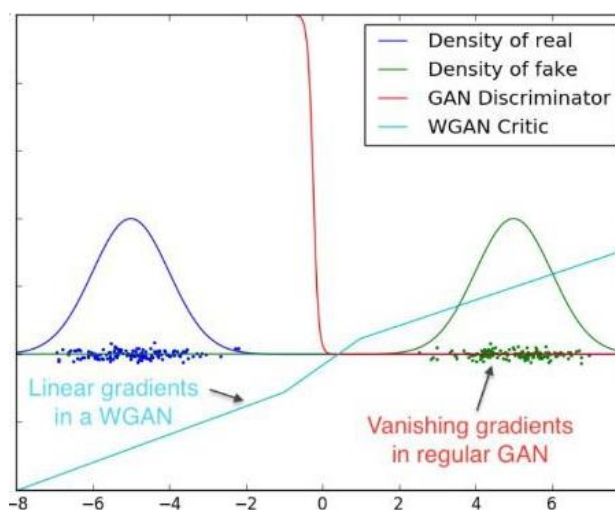 Density of real
Density of fake
GAN Discriminator
WGAN Critic
Linear gradients
in a WGAN
Vanishing gradients
in regular GAN
−8 −6 −4 −2 0 2 4 6